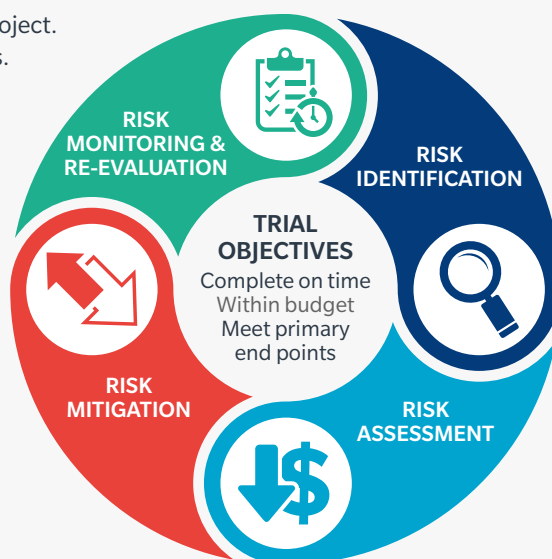 oject.
s.
RISK
MONITORING &
RE-EVALUATION
RISK
IDENTIFICATION
TRIAL
OBJECTIVES
Complete on time
Within budget
Meet primary
end points
RISK
MITIGATION
RISK
ASSESSMENT
$